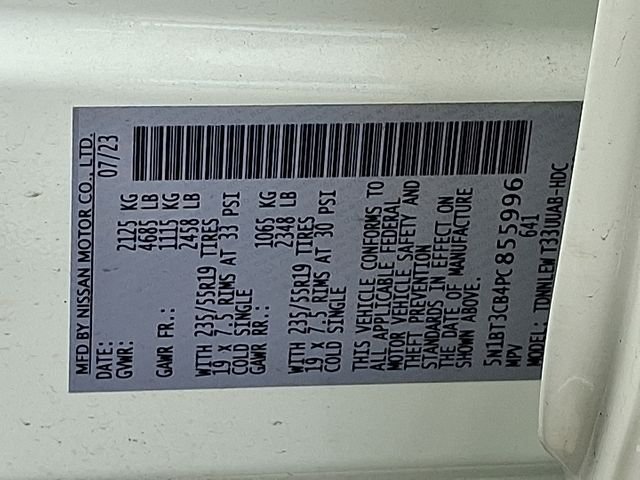 MFD BY NISSAN MOTOR CO., LTD.
DATE: 07/23
GVWR: 2125 KG
4685 LB
GAWR FR.: 1115 KG
2458 LB
WITH 235/55R19 TIRES
19 X 7.5 RIMS AT 33 PSI
COLD SINGLE
GAWR RR.: 1065 KG
2348 LB
WITH 235/55R19 TIRES
19 X 7.5 RIMS AT 30 PSI
COLD SINGLE
THIS VEHICLE CONFORMS TO
ALL APPLICABLE FEDERAL
MOTOR VEHICLE SAFETY AND
THEFT PREVENTION
STANDARDS IN EFFECT ON
THE DATE OF MANUFACTURE
SHOWN ABOVE.
5N1BT3CB4PC855996
MPV 641
MODEL: TDNNLEW T330UAB-HDC